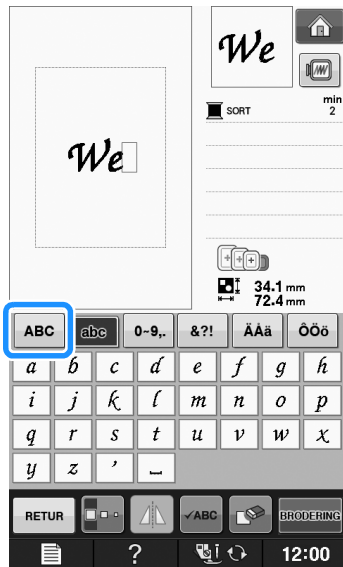 We
min
SORT 2
We
34.1 mm
72.4 mm
ABC abc 0~9,. &?! ÄÅä ÔÖö
a b c d e f g h
i j k l m n o p
q r s t u v w x
y z ’ ⎵
RETUR ✓ABC BRODERING
? 12:00